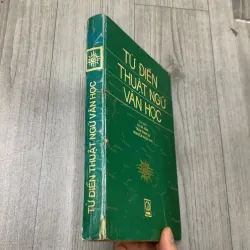 TỪ ĐIỂN THUẬT NGỮ VĂN HỌC
TỪ ĐIỂN
THUẬT NGỮ
VĂN HỌC